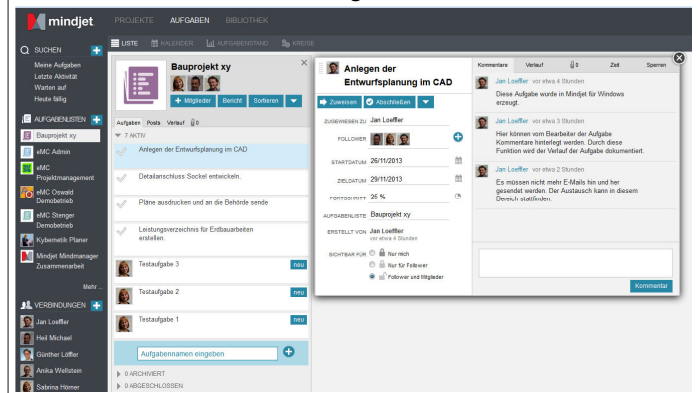 mindjet
PROJEKTE AUFGABEN BIBLIOTHEK
LISTE KALENDER AUFGABENSTAND KREISE
SUCHEN
Meine Aufgaben
Letzte Aktivität
Warten auf
Heute fällig
AUFGABENLISTEN
Bauprojekt xy
eMC Admin
eMC
Projektmanagement
eMC Oswald
Demobetrieb
eMC Stenger
Demobetrieb
Kybernetik Planer
Mindjet Mindmanager
Zusammenarbeit
Mehr ...
VERBINDUNGEN
Jan Loeffler
Heil Michael
Günther Löffler
Anika Wellstein
Sabrina Hörner
Bauprojekt xy
Mitglieder Bericht Sortieren
Aufgaben Posts Verlauf 0
7 AKTIV
Anlegen der Entwurfsplanung im CAD
Detailanschluss Sockel entwickeln.
Pläne ausdrucken und an die Behörde sende
Leistungsverzeichnis für Erdbauarbeiten
erstellen.
Testaufgabe 3 neu
Testaufgabe 2 neu
Testaufgabe 1 neu
Aufgabennamen eingeben
0 ARCHIVIERT
0 ABGESCHLOSSEN
Anlegen der
Entwurfsplanung im CAD
Zuweisen Abschließen
ZUGEWIESEN ZU Jan Loeffler
FOLLOWER
STARTDATUM 26/11/2013
ZIELDATUM 29/11/2013
FORTSCHRITT 25 %
AUFGABENLISTE Bauprojekt xy
ERSTELLT VON Jan Loeffler
vor etwa 4 Stunden
SICHTBAR FÜR Nur mich
Nur für Follower
Follower und Mitglieder
Kommentare Verlauf 0 Zeit Sperren
Jan Loeffler vor etwa 4 Stunden
Diese Aufgabe wurde in Mindjet für Windows
erzeugt.
Jan Loeffler vor etwa 3 Stunden
Hier können vom Bearbeiter der Aufgabe
Kommentare hinterlegt werden. Durch diese
Funktion wird der Verlauf der Aufgabe dokumentiert.
Jan Loeffler vor etwa 2 Stunden
Es müssen nicht mehr E-Mails hin und her
gesendet werden. Der Austausch kann in diesem
Bereich stattfinden.
Kommentar